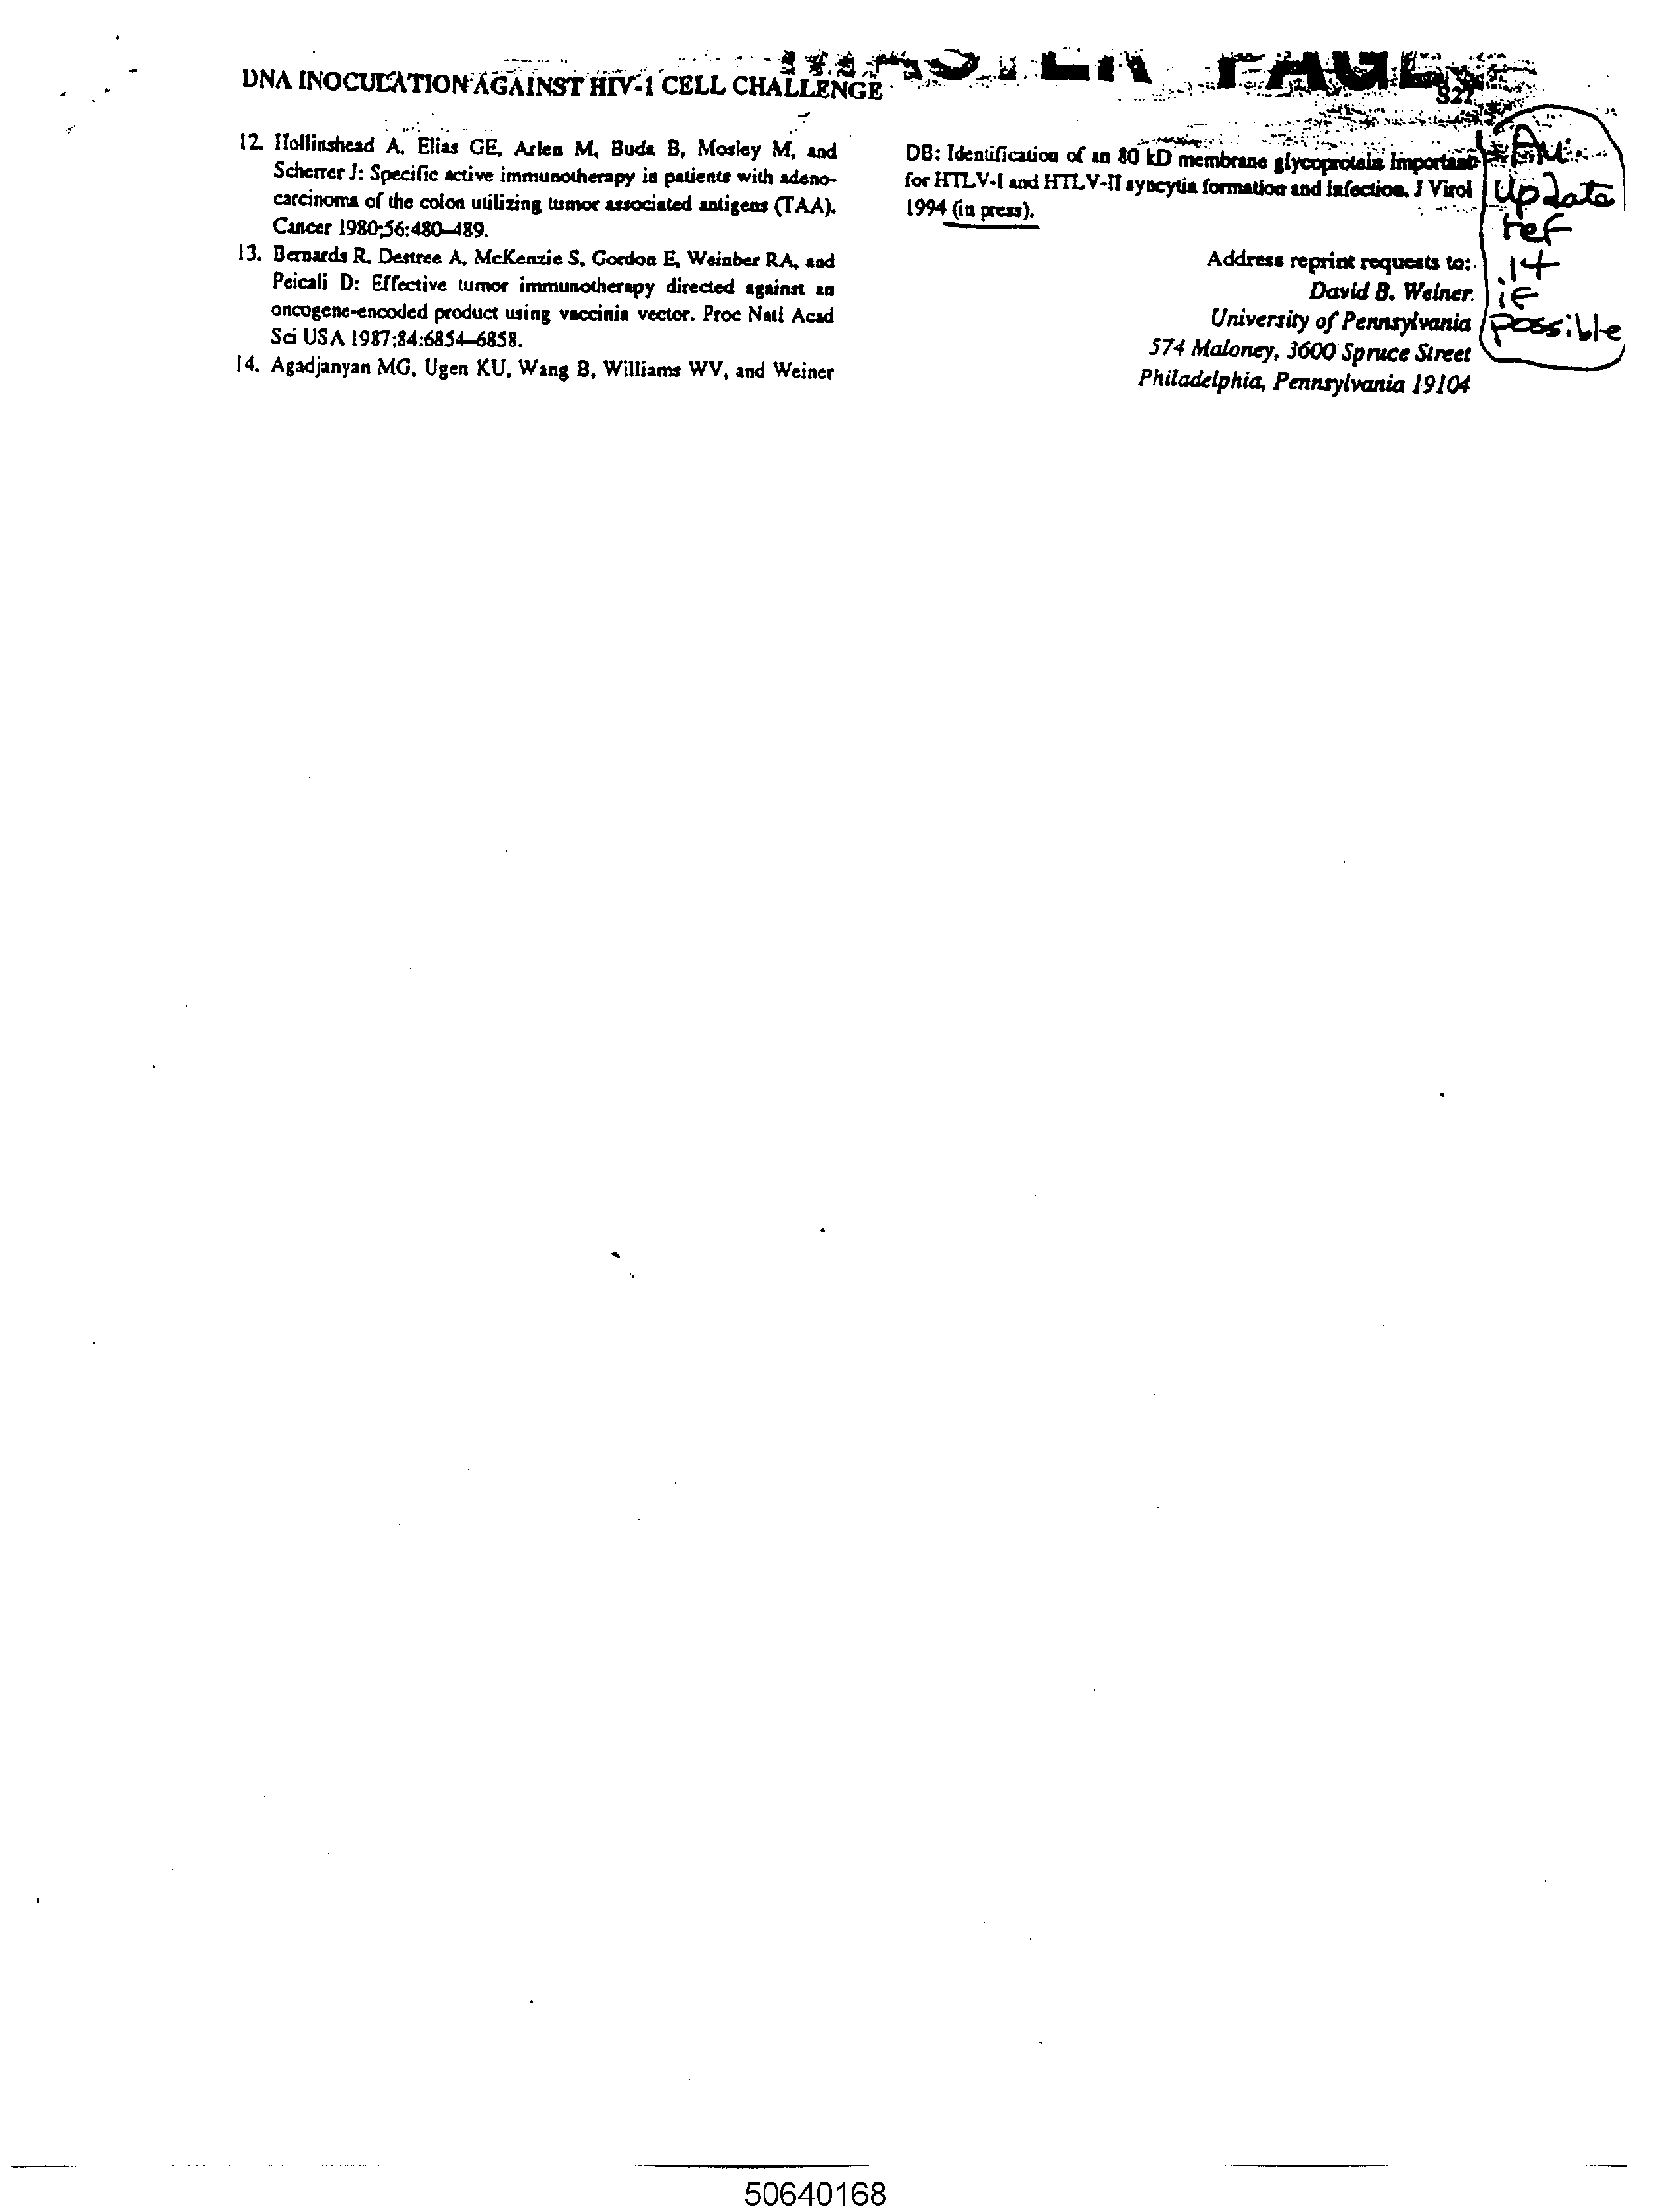 MASTER PAGES
DNA INOCULATION AGAINST HIV-1 CELL CHALLENGE
S27
12. Hollinshead A, Elias GE, Arlen M, Buda B, Mosley M, and
Scherrer J: Specific active immunotherapy in patients with adeno-
carcinoma of the colon utilizing tumor associated antigens (TAA).
Cancer 1980;56:480–489.
13. Bernards R, Destree A, McKenzie S, Gordon E, Weinber RA, and
Peicali D: Effective tumor immunotherapy directed against an
oncogene-encoded product using vaccinia vector. Proc Natl Acad
Sci USA 1987;84:6854–6858.
14. Agadjanyan MG, Ugen KU, Wang B, Williams WV, and Weiner
DB: Identification of an 80 kD membrane glycoprotein important
for HTLV-I and HTLV-II syncytia formation and infection. J Virol
1994 (in press).
Address reprint requests to:
David B. Weiner
University of Pennsylvania
574 Maloney, 3600 Spruce Street
Philadelphia, Pennsylvania 19104
Au:
Update
ref
14
if
possible
50640168